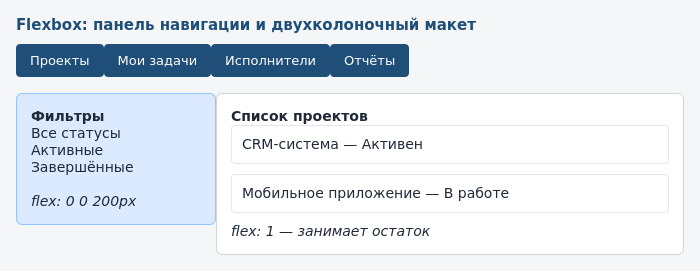 Flexbox: панель навигации и двухколоночный макет
Проекты Мои задачи Исполнители Отчёты
Фильтры
Все статусы
Активные
Завершённые
flex: 0 0 200px
Список проектов
CRM-система — Активен
Мобильное приложение — В работе
flex: 1 — занимает остаток